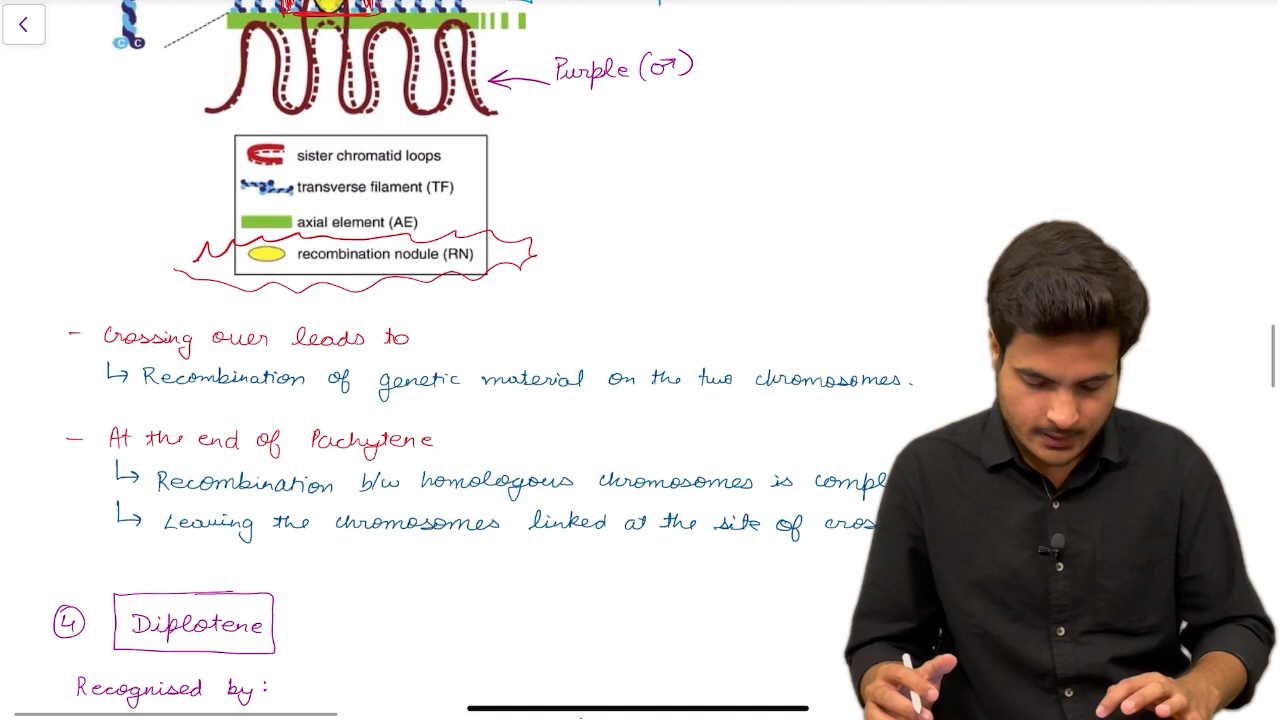 C C
Purple (♂)
sister chromatid loops
transverse filament (TF)
axial element (AE)
recombination nodule (RN)
- Crossing over leads to
↳ Recombination of genetic material on the two chromosomes.
- At the end of Pachytene
↳ Recombination b/w homologous chromosomes is compl
↳ Leaving the chromosomes linked at the site of cros
4 Diplotene
Recognised by: